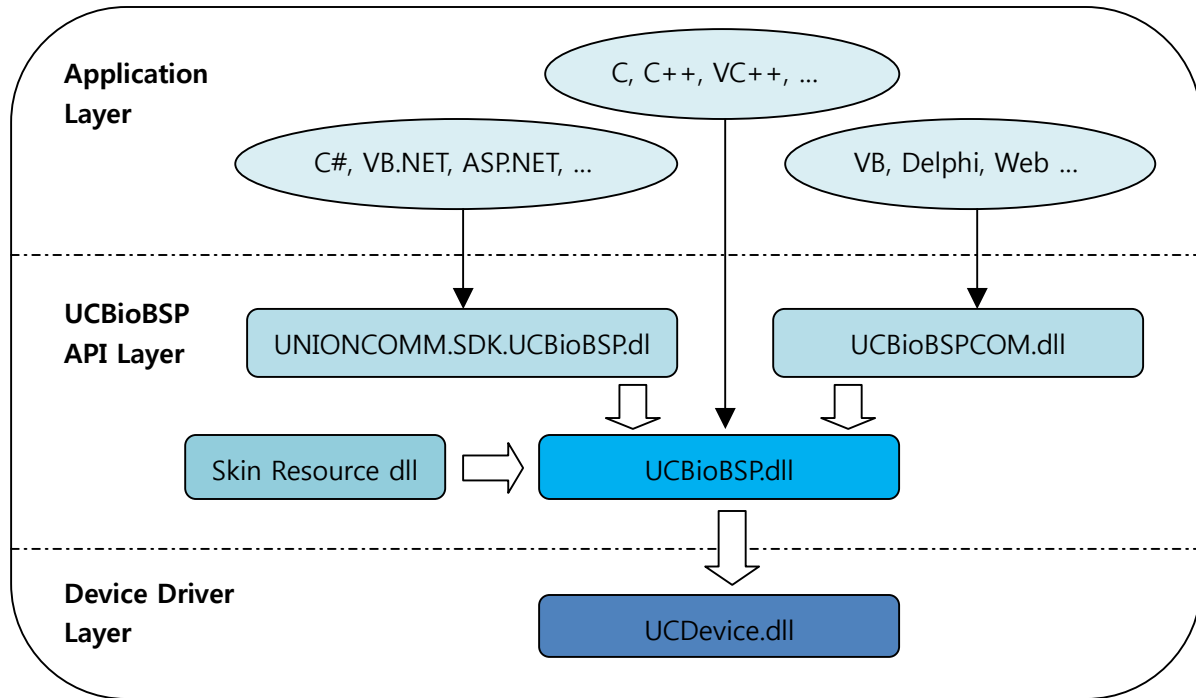 Application
Layer
C, C++, VC++, ...
C#, VB.NET, ASP.NET, ...
VB, Delphi, Web ...
UCBioBSP
API Layer
UNIONCOMM.SDK.UCBioBSP.dl
UCBioBSPCOM.dll
Skin Resource dll
UCBioBSP.dll
Device Driver
Layer
UCDevice.dll